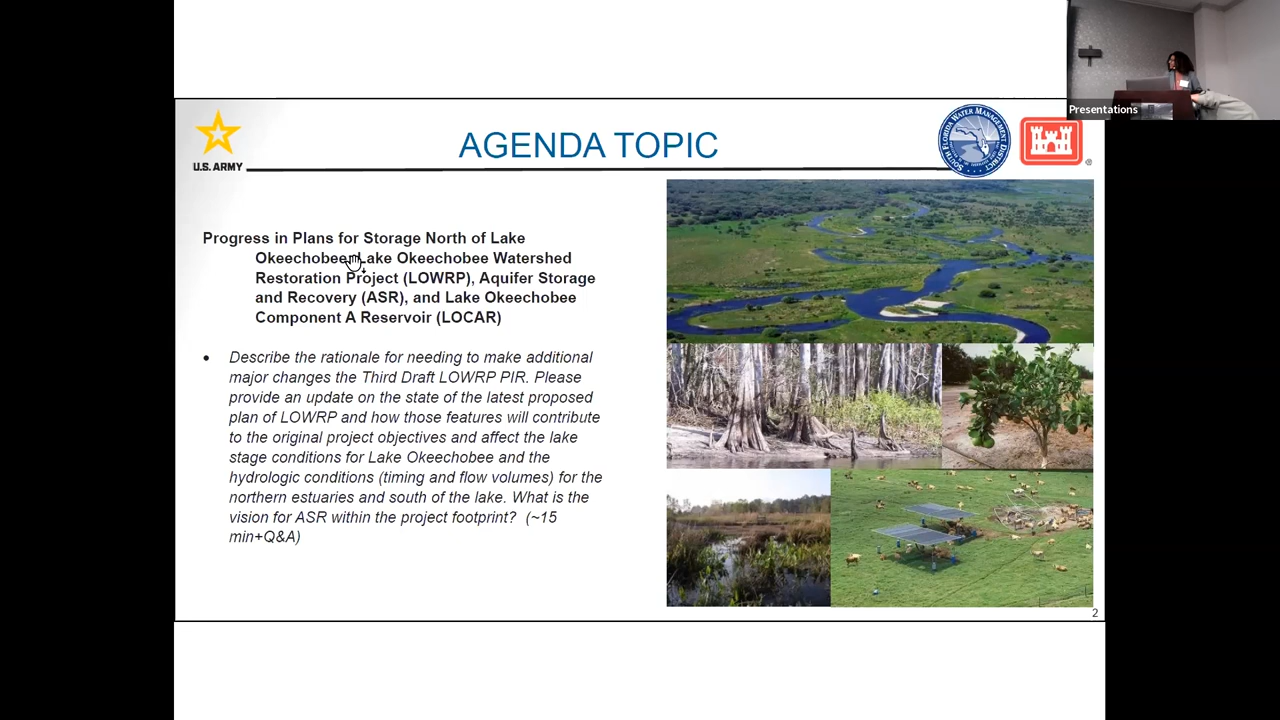 Presentations
AGENDA TOPIC
U.S. ARMY
SOUTH FLORIDA WATER MANAGEMENT DISTRICT
®
Progress in Plans for Storage North of Lake
Okeechobee Lake Okeechobee Watershed
Restoration Project (LOWRP), Aquifer Storage
and Recovery (ASR), and Lake Okeechobee
Component A Reservoir (LOCAR)
• Describe the rationale for needing to make additional
major changes the Third Draft LOWRP PIR. Please
provide an update on the state of the latest proposed
plan of LOWRP and how those features will contribute
to the original project objectives and affect the lake
stage conditions for Lake Okeechobee and the
hydrologic conditions (timing and flow volumes) for the
northern estuaries and south of the lake. What is the
vision for ASR within the project footprint? (~15
min+Q&A)
2